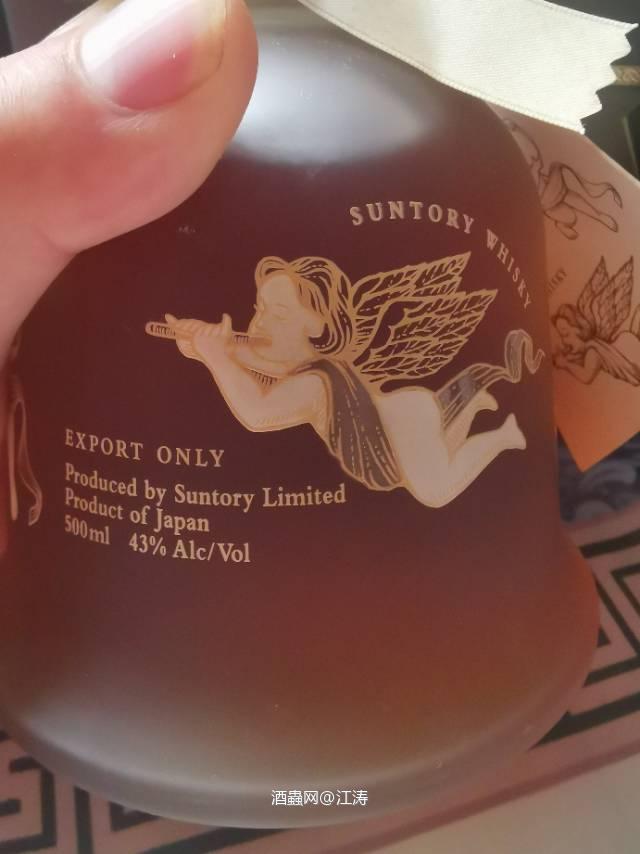 SUNTORY WHISKY
EXPORT ONLY
Produced by Suntory Limited
Product of Japan
500ml 43% Alc/Vol
酒蟲网@江涛